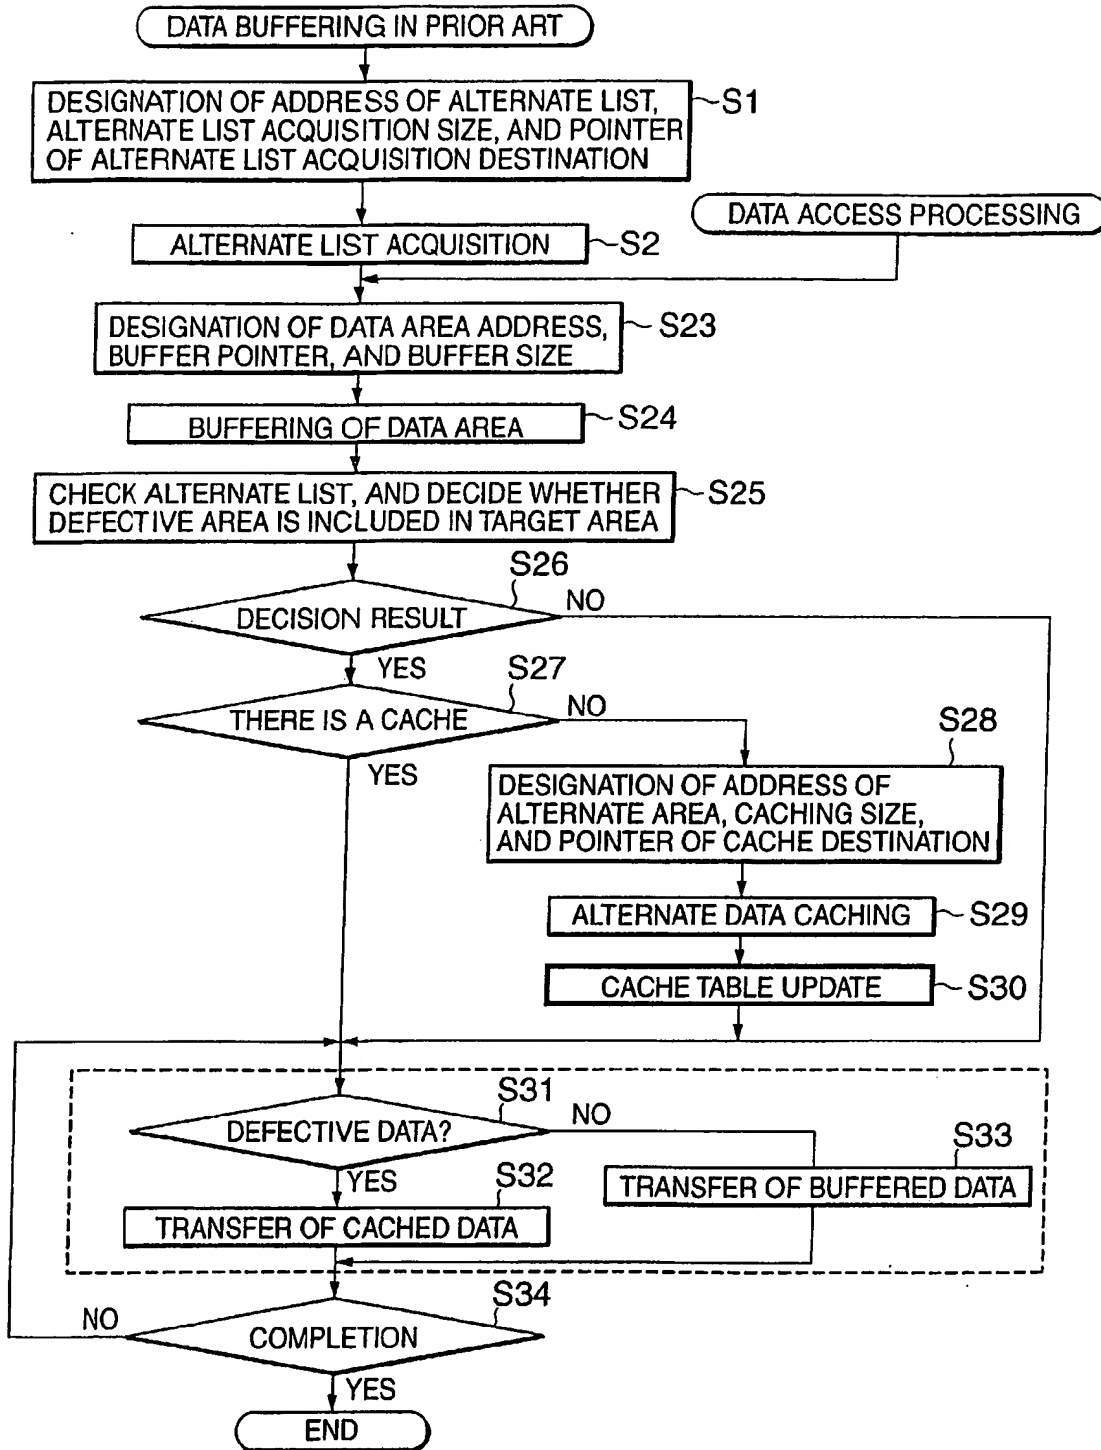 DATA BUFFERING IN PRIOR ART
DESIGNATION OF ADDRESS OF ALTERNATE LIST,
ALTERNATE LIST ACQUISITION SIZE, AND POINTER
OF ALTERNATE LIST ACQUISITION DESTINATION
S1
DATA ACCESS PROCESSING
ALTERNATE LIST ACQUISITION
S2
DESIGNATION OF DATA AREA ADDRESS,
BUFFER POINTER, AND BUFFER SIZE
S23
BUFFERING OF DATA AREA
S24
CHECK ALTERNATE LIST, AND DECIDE WHETHER
DEFECTIVE AREA IS INCLUDED IN TARGET AREA
S25
S26
DECISION RESULT
NO
YES
S27
THERE IS A CACHE
NO
YES
S28
DESIGNATION OF ADDRESS OF
ALTERNATE AREA, CACHING SIZE,
AND POINTER OF CACHE DESTINATION
ALTERNATE DATA CACHING
S29
CACHE TABLE UPDATE
S30
S31
DEFECTIVE DATA?
NO
YES
S33
TRANSFER OF BUFFERED DATA
S32
TRANSFER OF CACHED DATA
S34
NO
COMPLETION
YES
END